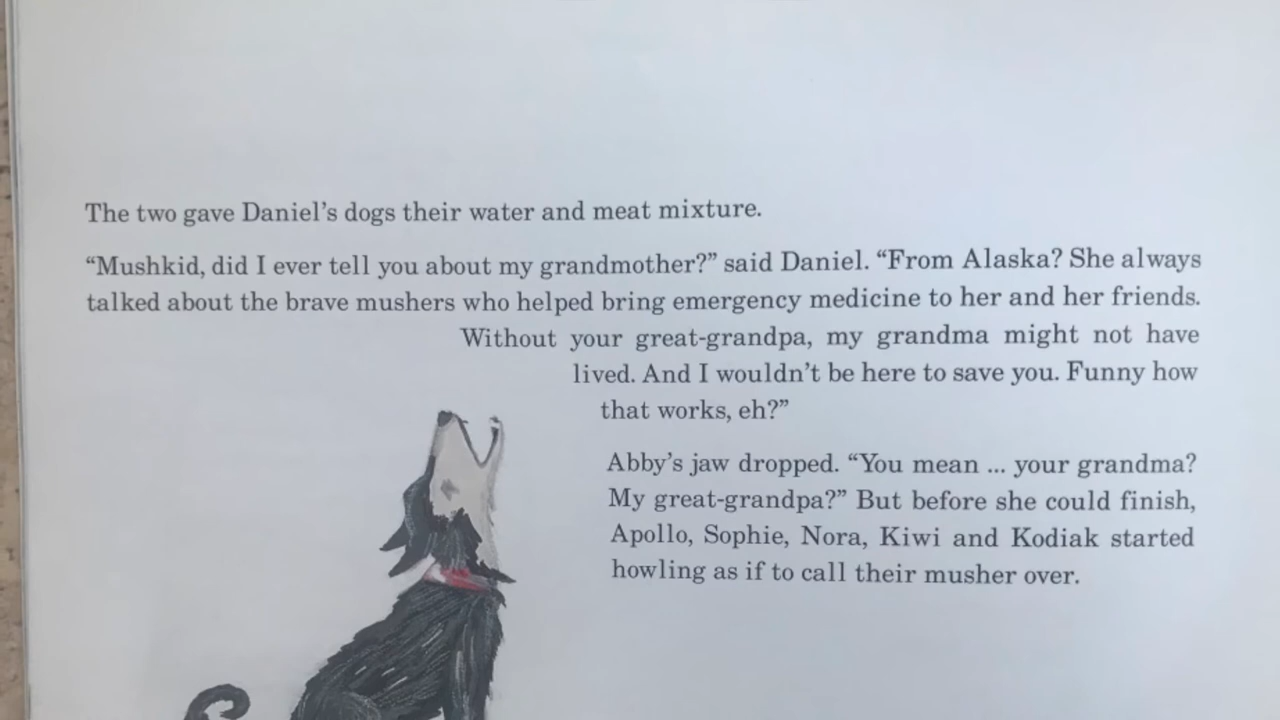 The two gave Daniel’s dogs their water and meat mixture.
“Mushkid, did I ever tell you about my grandmother?” said Daniel. “From Alaska? She always
talked about the brave mushers who helped bring emergency medicine to her and her friends.
Without your great-grandpa, my grandma might not have
lived. And I wouldn’t be here to save you. Funny how
that works, eh?”
Abby’s jaw dropped. “You mean ... your grandma?
My great-grandpa?” But before she could finish,
Apollo, Sophie, Nora, Kiwi and Kodiak started
howling as if to call their musher over.